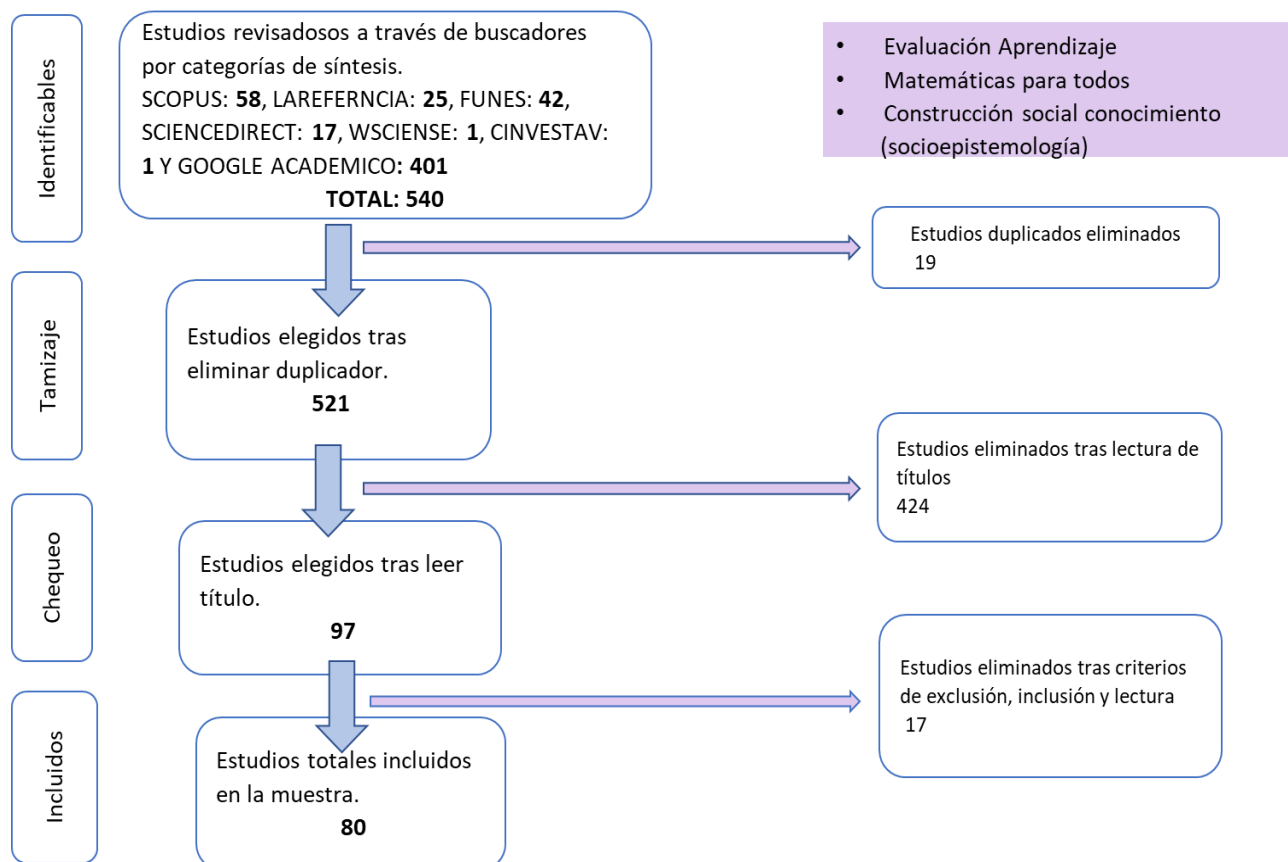 Identificables
Estudios revisadosos a través de buscadores
por categorías de síntesis.
SCOPUS: 58, LAREFERNCIA: 25, FUNES: 42,
SCIENCEDIRECT: 17, WSCIENSE: 1, CINVESTAV:
1 Y GOOGLE ACADEMICO: 401
TOTAL: 540
• Evaluación Aprendizaje
• Matemáticas para todos
• Construcción social conocimiento
(socioepistemología)
Estudios duplicados eliminados
19
Tamizaje
Estudios elegidos tras
eliminar duplicador.
521
Estudios eliminados tras lectura de
títulos
424
Chequeo
Estudios elegidos tras leer
título.
97
Estudios eliminados tras criterios
de exclusión, inclusión y lectura
17
Incluidos
Estudios totales incluidos
en la muestra.
80